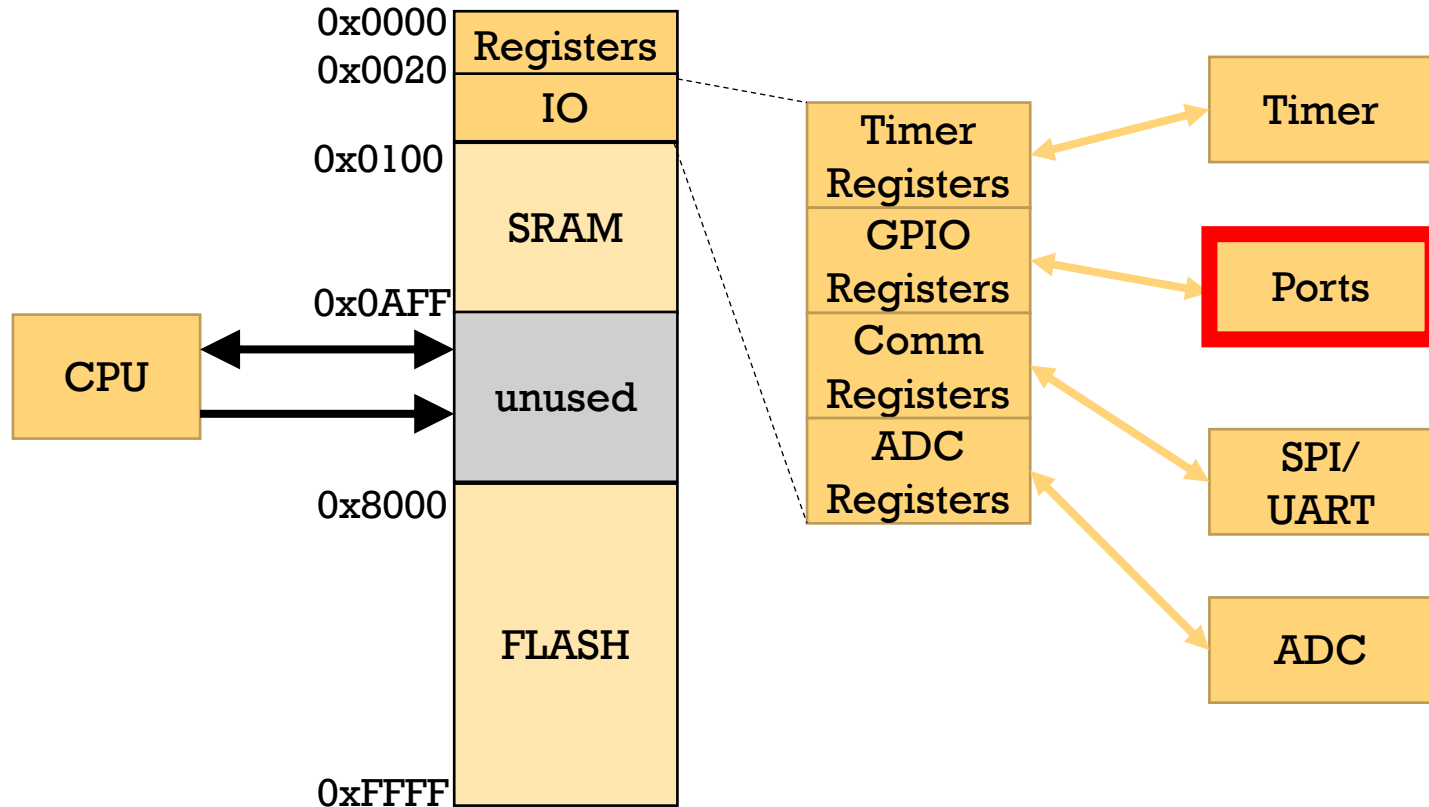 0x0000
Registers
0x0020
IO
0x0100
SRAM
0x0AFF
CPU
unused
0x8000
FLASH
0xFFFF
Timer
Registers
GPIO
Registers
Comm
Registers
ADC
Registers
Timer
Ports
SPI/
UART
ADC